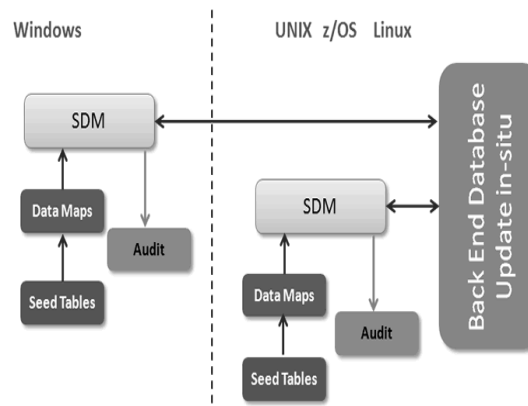 Windows
UNIX z/OS Linux
SDM
Data Maps
Audit
Seed Tables
SDM
Data Maps
Audit
Seed Tables
Back End Database
Update in-situ